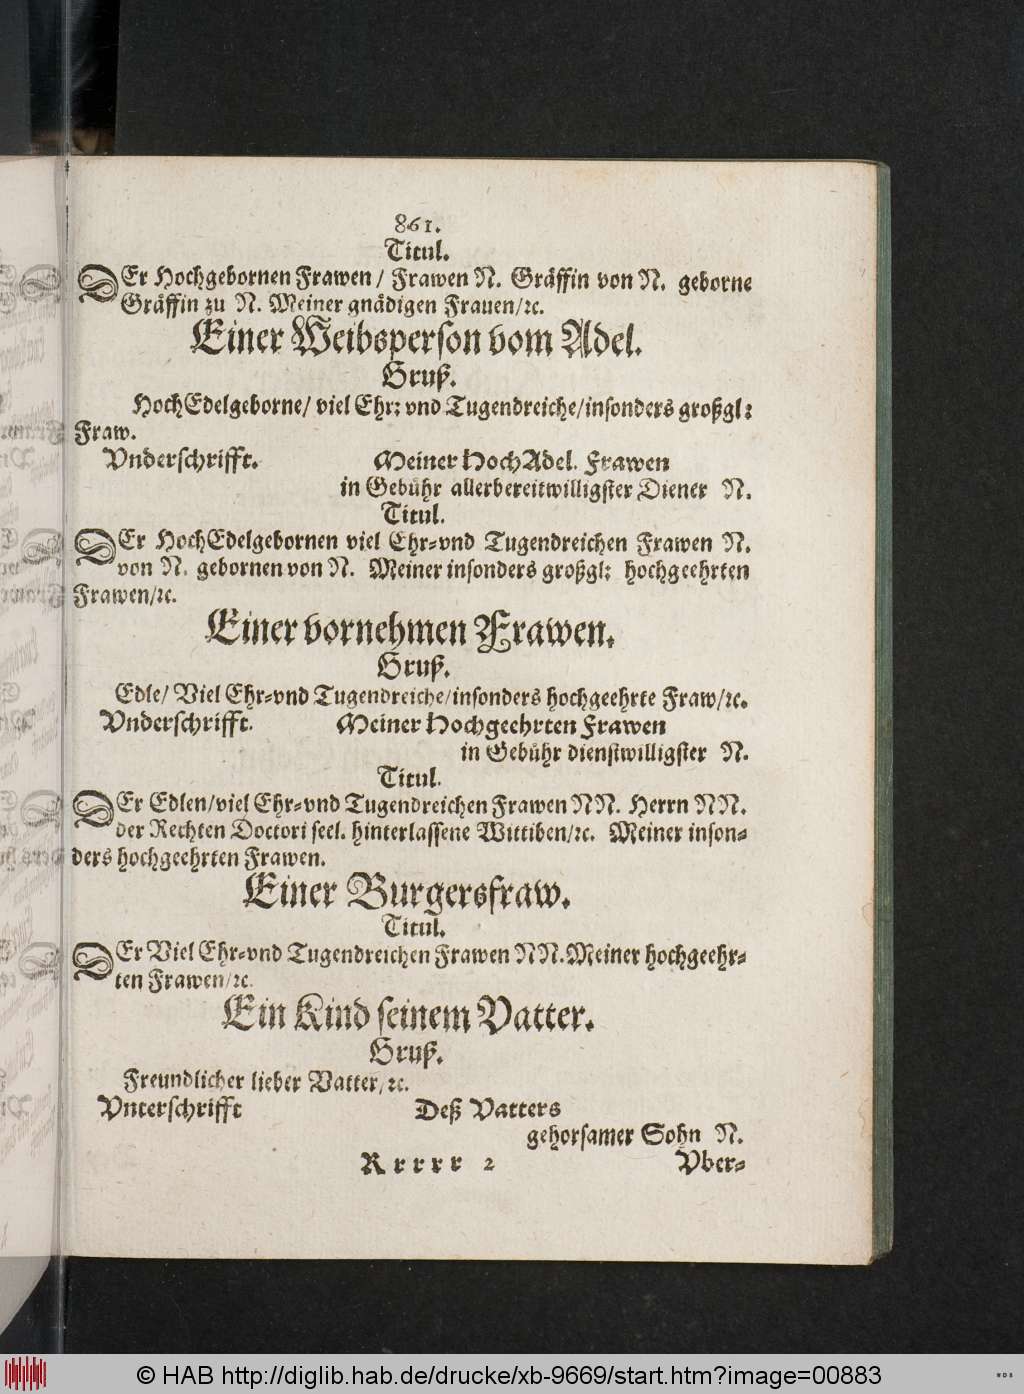 861.
Titul.
DEr Hochgebornen Frawen / Frawen N. Gräffin von N. geborne
Gräffin zu N. Meiner gnädigen Frauen/ꝛc.
Einer Weibsperson vom Adel.
Gruß.
HochEdelgeborne/ viel Ehr: vnd Tugendreiche/insonders großgl:
Fraw.
Vnderschrifft. Meiner HochAdel. Frawen
in Gebühr allerbereitwilligster Diener N.
Titul.
DEr HochEdelgebornen viel Ehr-vnd Tugendreichen Frawen N.
von N. gebornen von N. Meiner insonders großgl: hochgeehrten
Frawen/ꝛc.
Einer vornehmen Frawen.
Gruß.
Edle/ Viel Ehr-vnd Tugendreiche/insonders hochgeehrte Fraw/ꝛc.
Vnderschrifft. Meiner Hochgeehrten Frawen
in Gebühr dienstwilligster N.
Titul.
DEr Edlen/viel Ehr-vnd Tugendreichen Frawen NN. Herrn NN.
der Rechten Doctori seel. hinterlassene Wittiben/ꝛc. Meiner inson-
ders hochgeehrten Frawen.
Einer Burgersfraw.
Titul.
DEr Viel Ehr-vnd Tugendreichen Frawen NN. Meiner hochgeehr-
ten Frawen/ꝛc.
Ein Kind seinem Vatter.
Gruß.
Freundlicher lieber Vatter, ꝛc.
Vnterschrifft Deß Vatters
gehorsamer Sohn N.
Rrrrr 2 Vber-
© HAB http://diglib.hab.de/drucke/xb-9669/start.htm?image=00883